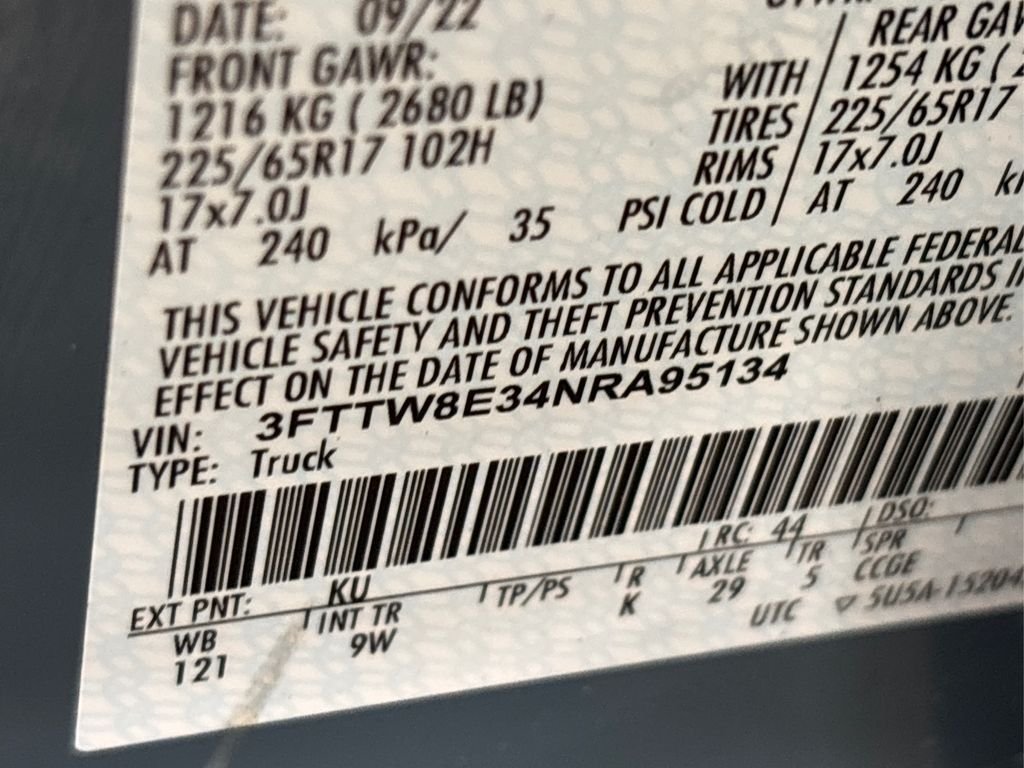 DATE: 09/22
FRONT GAWR: REAR GAW
1216 KG ( 2680 LB) WITH 1254 KG ( 2
225/65R17 102H TIRES 225/65R17
17x7.0J RIMS 17x7.0J
AT 240 kPa/ 35 PSI COLD AT 240
THIS VEHICLE CONFORMS TO ALL APPLICABLE FEDERAL
VEHICLE SAFETY AND THEFT PREVENTION STANDARDS IN
EFFECT ON THE DATE OF MANUFACTURE SHOWN ABOVE.
VIN: 3FTTW8E34NRA95134
TYPE: Truck
EXT PNT: KU RC: 44 DSO:
WB INT TR TP/PS R AXLE TR SPR
121 9W K 29 5 CCGE
UTC ▽ 5U5A-15204